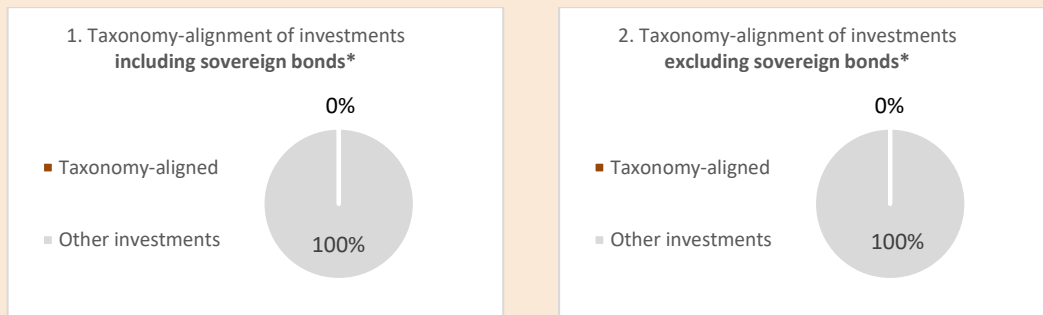 1. Taxonomy-alignment of investments
including sovereign bonds*
0%
Taxonomy-aligned
Other investments
100%
2. Taxonomy-alignment of investments
excluding sovereign bonds*
0%
Taxonomy-aligned
Other investments
100%